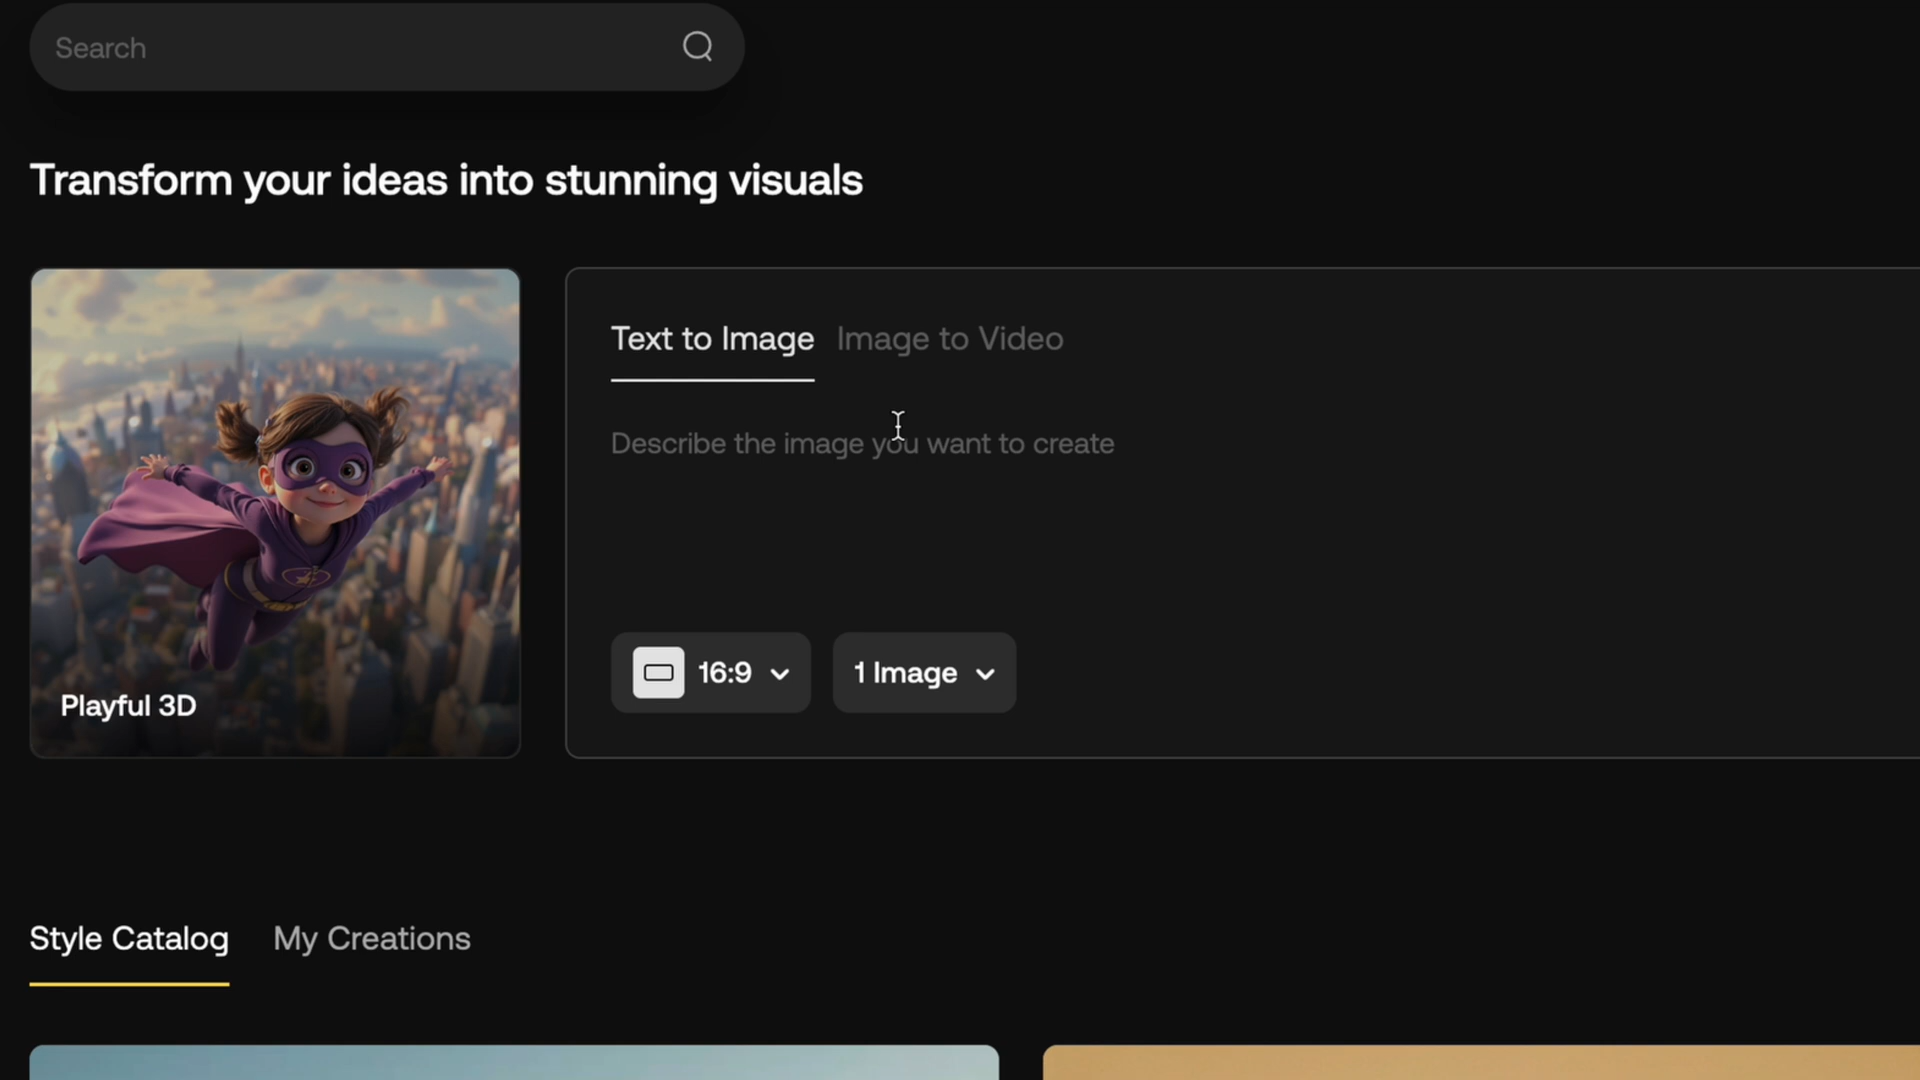 Search
Transform your ideas into stunning visuals
Text to Image
Image to Video
Describe the image you want to create
16:9
1 Image
Playful 3D
Style Catalog
My Creations